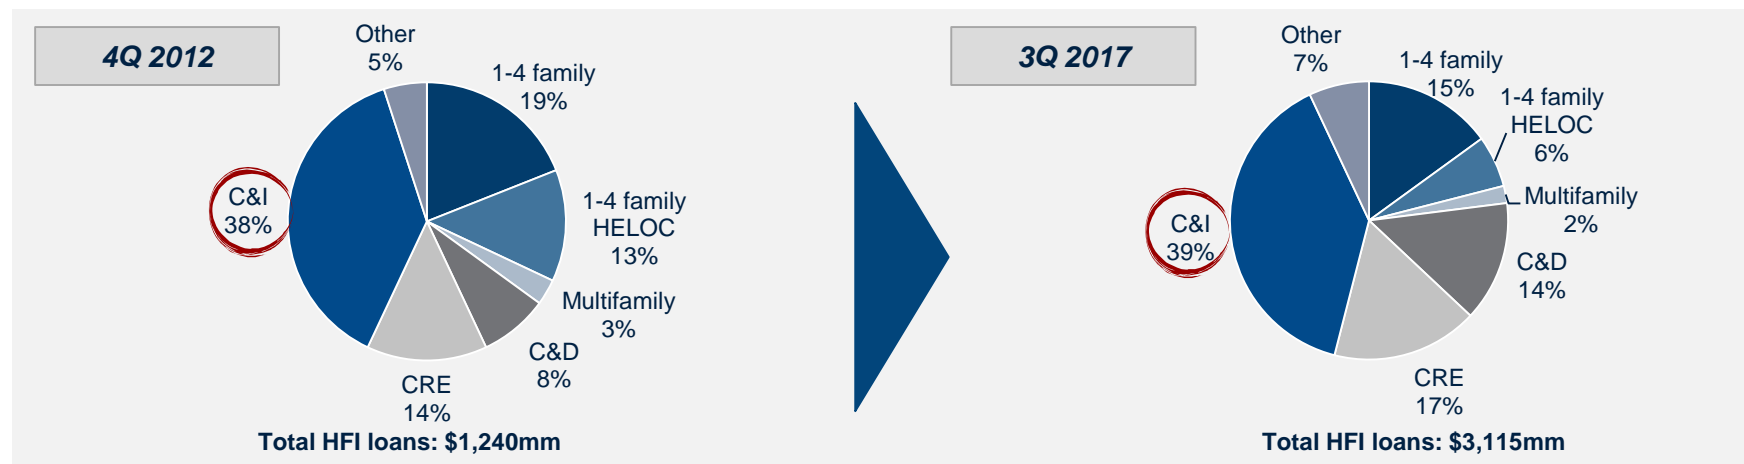 4Q 2012
Other
5%
1-4 family
19%
1-4 family
HELOC
13%
Multifamily
3%
C&D
8%
CRE
14%
C&I
38%
Total HFI loans: $1,240mm
3Q 2017
Other
7%
1-4 family
15%
1-4 family
HELOC
6%
Multifamily
2%
C&D
14%
CRE
17%
C&I
39%
Total HFI loans: $3,115mm